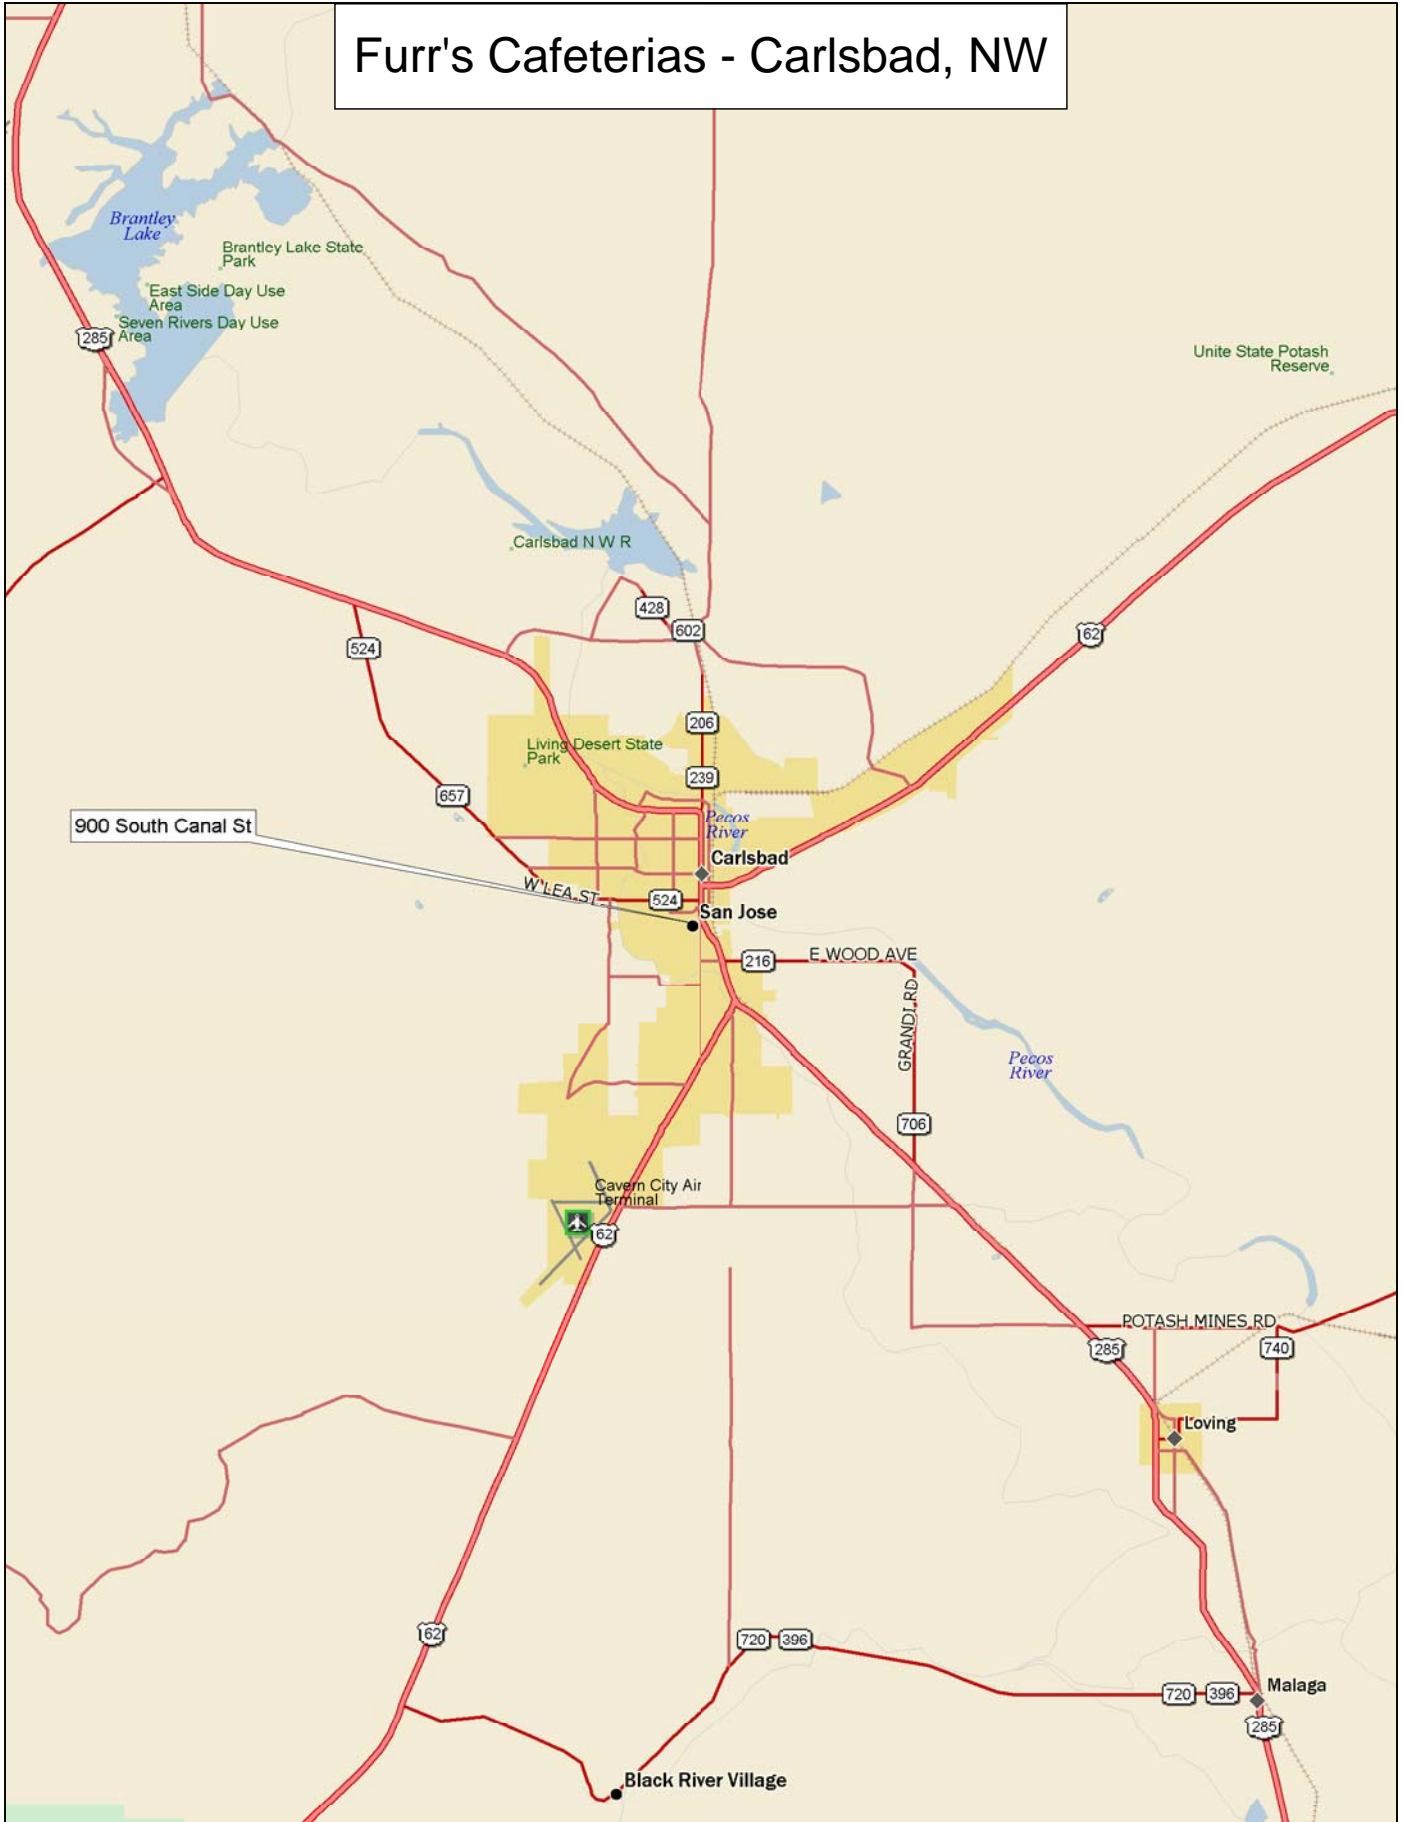 Furr's Cafeterias - Carlsbad, NW
Brantley
Lake
Brantley Lake State
Park
East Side Day Use
Area
Seven Rivers Day Use
Area
285
Unite State Potash
Reserve
Carlsbad N W R
428
602
62
524
206
Living Desert State
Park
239
657
Pecos
River
900 South Canal St
Carlsbad
W LEA ST
524
San Jose
216
E WOOD AVE
GRANDI RD
Pecos
River
706
Cavern City Air
Terminal
62
POTASH MINES RD
285
740
Loving
62
720
396
720
396
Malaga
285
Black River Village